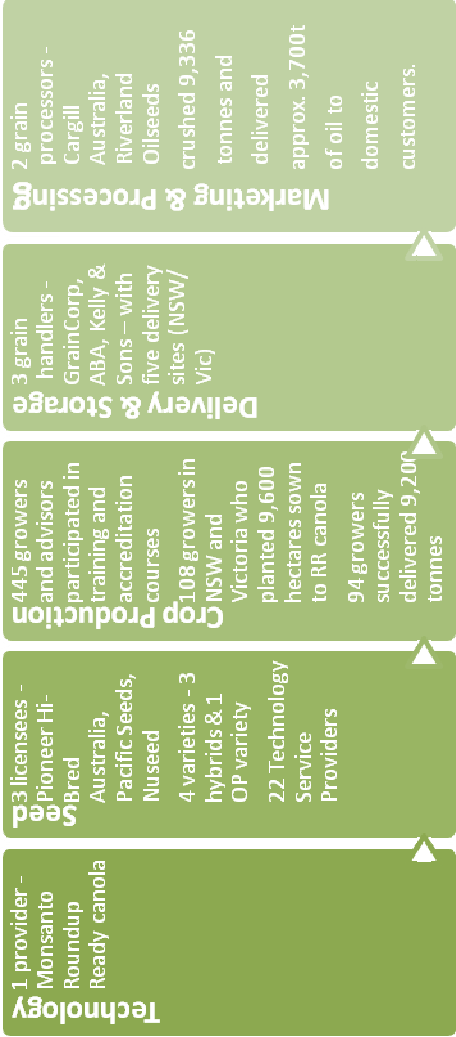 Technology
1 provider –
Monsanto
Roundup
Ready canola
Seed
3 licensees –
Pioneer Hi-
Bred
Australia,
Pacific Seeds,
Nuseed
4 varieties – 3
hybrids & 1
OP variety
22 Technology
Service
Providers
Crop Production
445 growers
and advisors
participated in
training and
accreditation
courses
108 growers in
NSW and
Victoria who
planted 9,600
hectares sown
to RR canola
94 growers
successfully
delivered 9,200
tonnes
Delivery & Storage
3 grain
handlers –
GrainCorp,
ABA, Kelly &
Sons – with
five delivery
sites (NSW/
Vic)
Marketing & Processing
2 grain
processors –
Cargill
Australia,
Riverland
Oilseeds
crushed 9,336
tonnes and
delivered
approx. 3,700t
of oil to
domestic
customers.